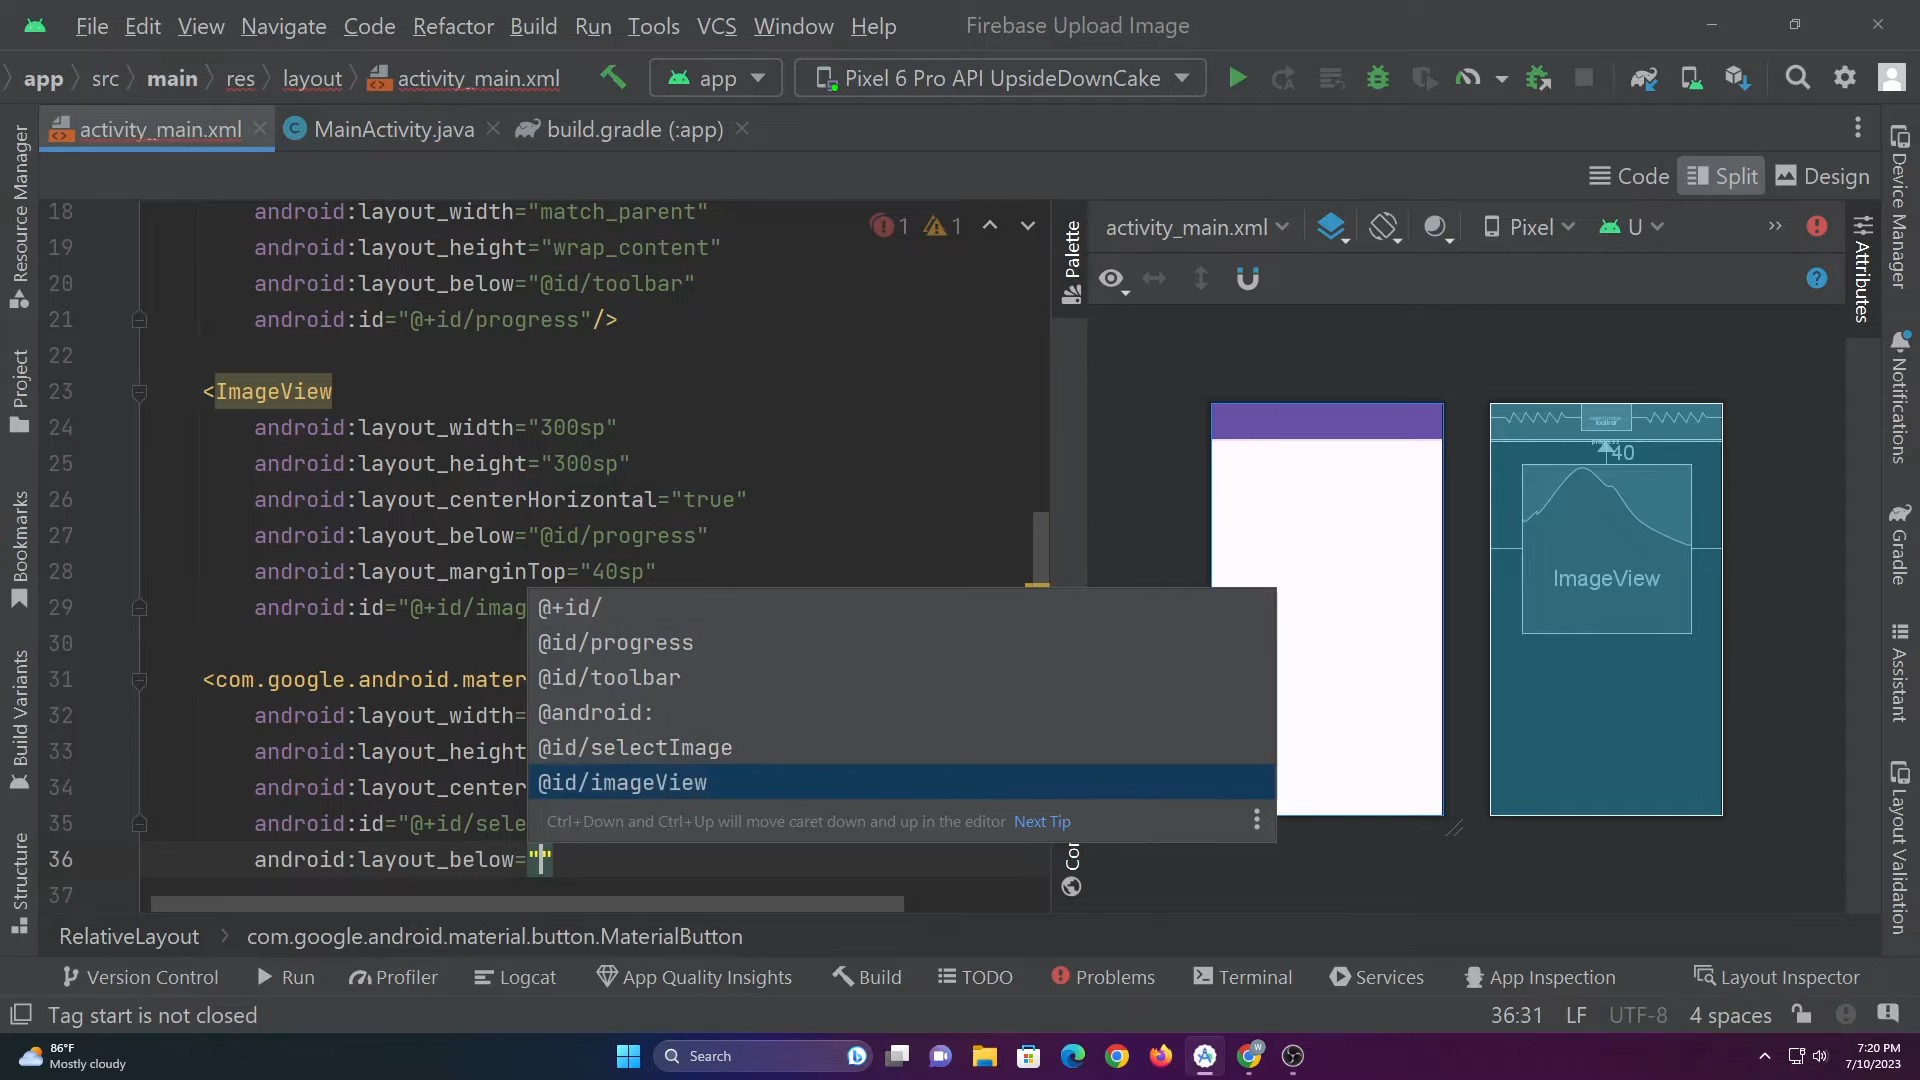 File Edit View Navigate Code Refactor Build Run Tools VCS Window Help Firebase Upload Image
app src main res layout activity_main.xml app Pixel 6 Pro API UpsideDownCake
activity_main.xml MainActivity.java build.gradle (:app)
Code Split Design
activity_main.xml Pixel U
Palette
Attributes
Resource Manager
Project
Bookmarks
Build Variants
Structure
Device Manager
Notifications
Gradle
Assistant
Layout Validation
1 1
18 android:layout_width="match_parent"
19 android:layout_height="wrap_content"
20 android:layout_below="@id/toolbar"
21 android:id="@+id/progress"/>
22
23 <ImageView
24 android:layout_width="300sp"
25 android:layout_height="300sp"
26 android:layout_centerHorizontal="true"
27 android:layout_below="@id/progress"
28 android:layout_marginTop="40sp"
29 android:id="@+id/imag
30
31 <com.google.android.mater
32 android:layout_width=
33 android:layout_height
34 android:layout_center
35 android:id="@+id/sele
36 android:layout_below=""
37
@+id/
@id/progress
@id/toolbar
@android:
@id/selectImage
@id/imageView
Ctrl+Down and Ctrl+Up will move caret down and up in the editor Next Tip
Co
40
ImageView
RelativeLayout com.google.android.material.button.MaterialButton
Version Control Run Profiler Logcat App Quality Insights Build TODO Problems Terminal Services App Inspection Layout Inspector
Tag start is not closed 36:31 LF UTF-8 4 spaces
86°F
Mostly cloudy
Search
W
7:20 PM
7/10/2023